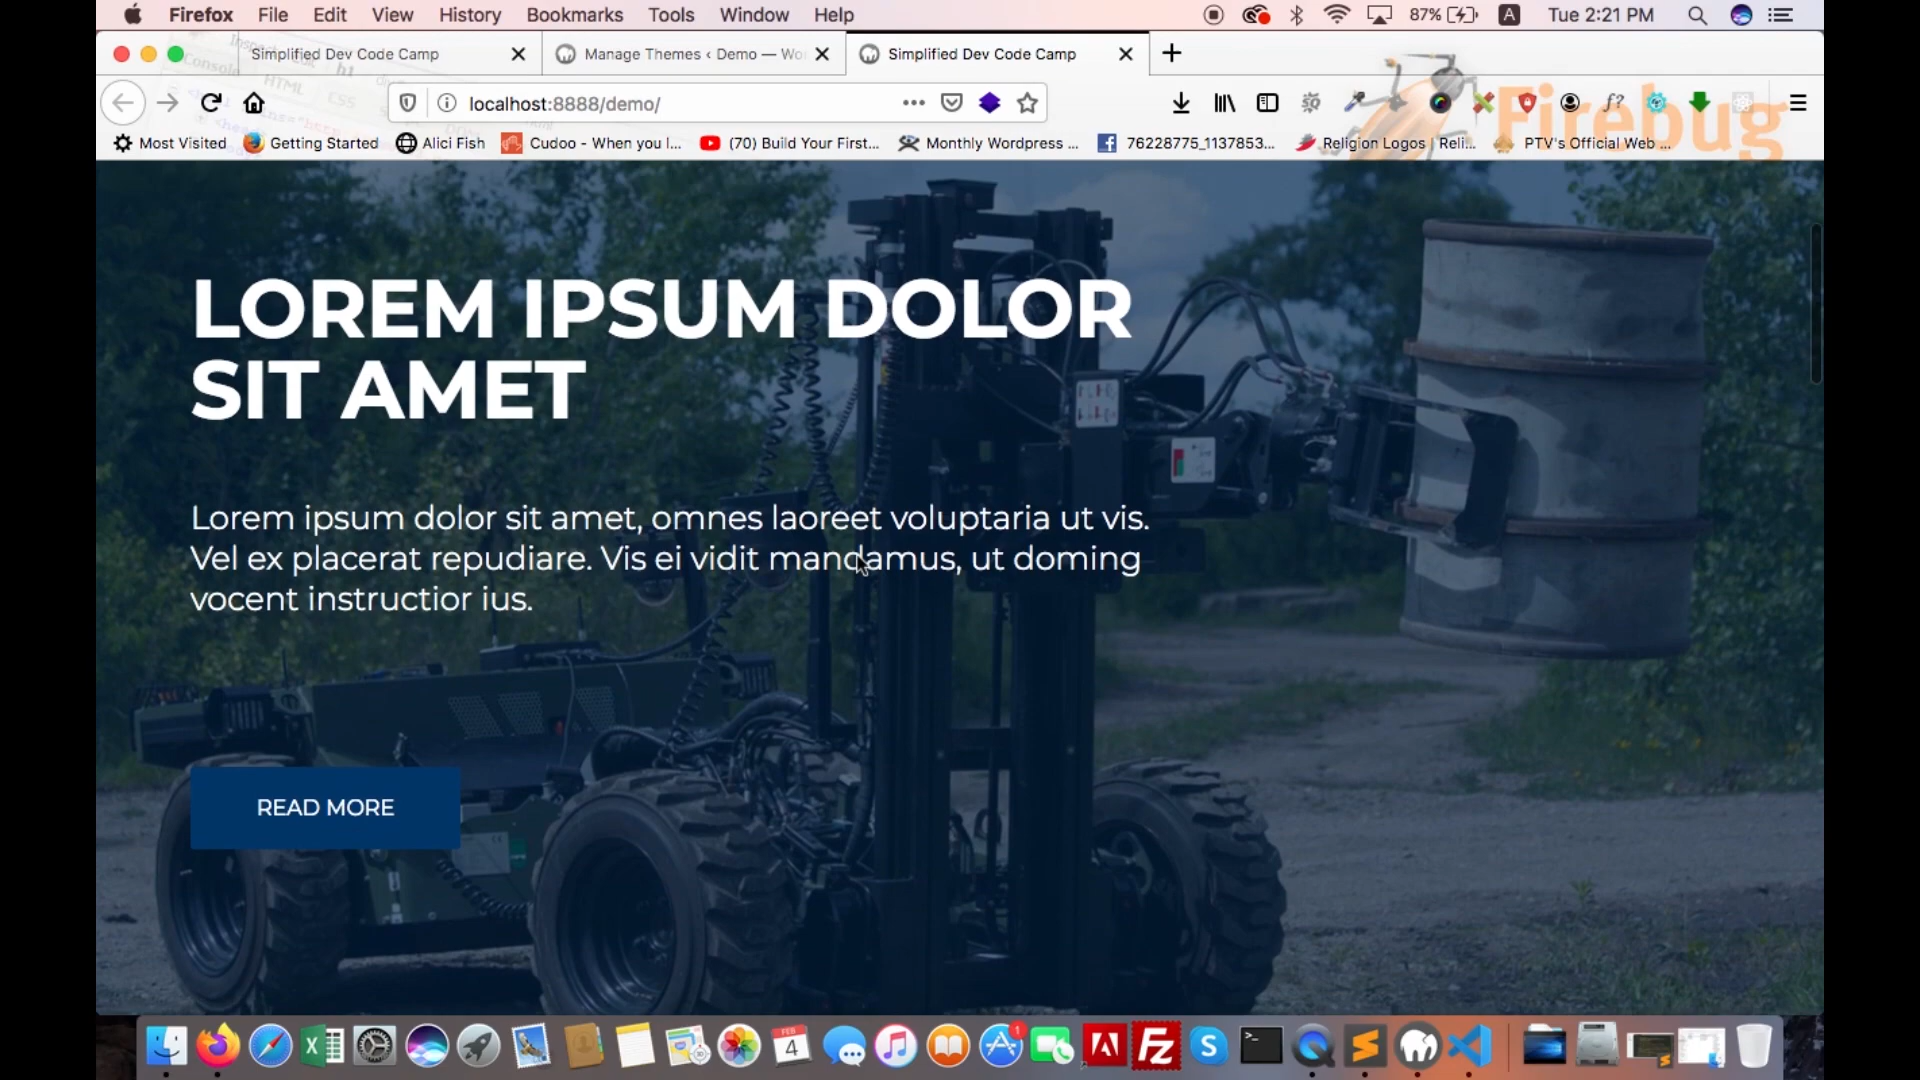 Firefox File Edit View History Bookmarks Tools Window Help 87% A Tue 2:21 PM
Simplified Dev Code Camp Manage Themes ‹ Demo — Wo Simplified Dev Code Camp
localhost:8888/demo/
Firebug
Most Visited Getting Started Alici Fish Cudoo - When you l... (70) Build Your First... Monthly Wordpress ... 76228775_1137853... Religion Logos | Reli... PTV's Official Web ...
LOREM IPSUM DOLOR
SIT AMET
Lorem ipsum dolor sit amet, omnes laoreet voluptaria ut vis.
Vel ex placerat repudiare. Vis ei vidit mandamus, ut doming
vocent instructior ius.
READ MORE
FEB
4
1